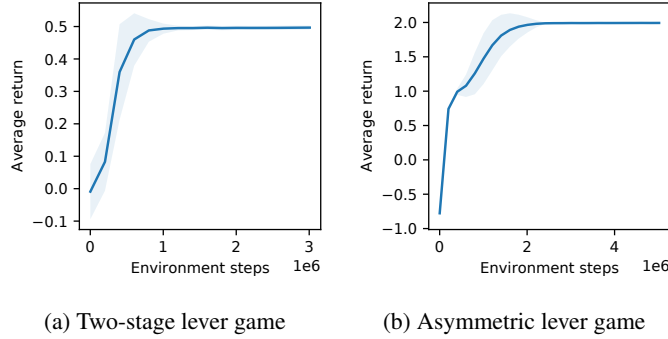 0.5
0.4
0.3
0.2
0.1
0.0
−0.1
Average return
0 1 2 3
Environment steps 1e6
(a) Two-stage lever game
2.0
1.5
1.0
0.5
0.0
−0.5
−1.0
Average return
0 2 4
Environment steps 1e6
(b) Asymmetric lever game